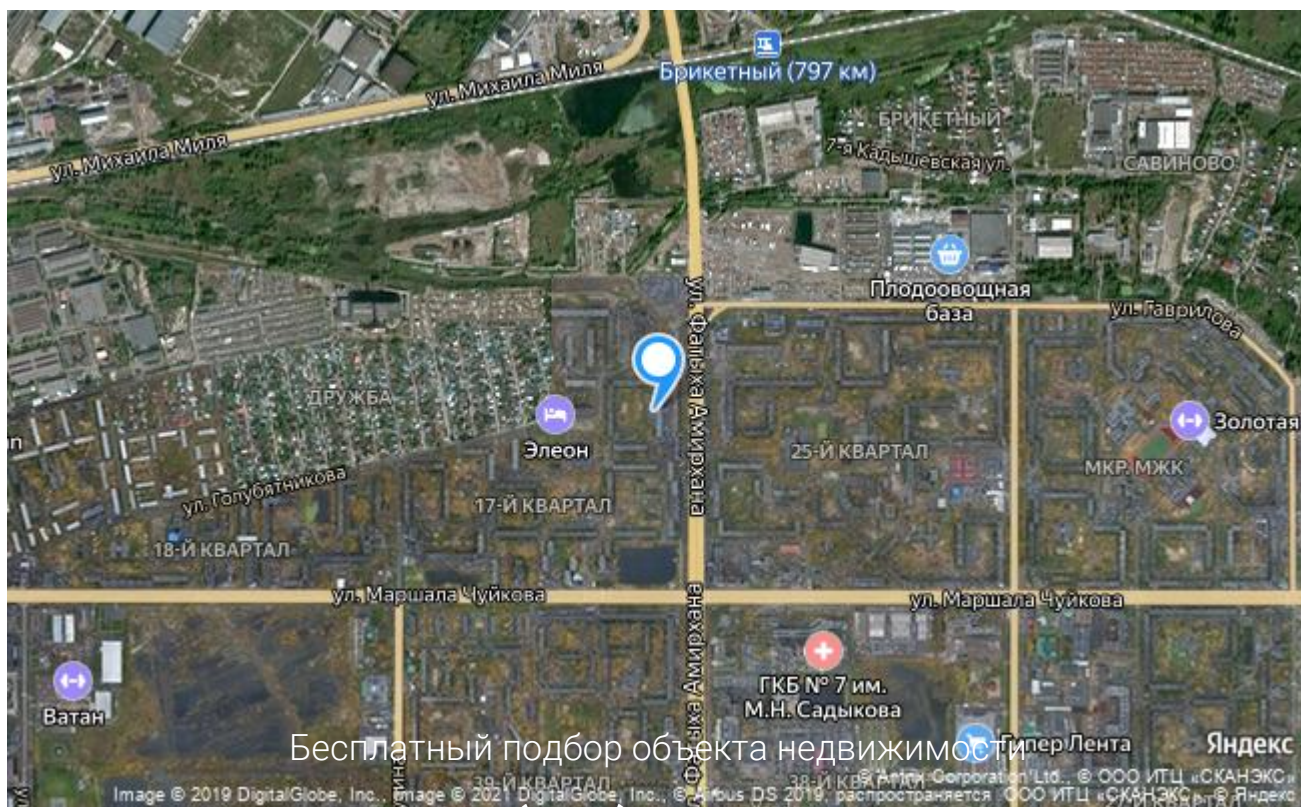 Брикетный (797 км)
ул. Михаила Миля
ул. Михаила Миля
БРИКЕТНЫЙ
7-я Кадышевская ул.
САВИНОВО
Плодоовощная
база
ул. Гаврилова
ул. Фатыха Амирхана
ДРУЖБА
Элеон
Золотая
25-Й КВАРТАЛ
МКР. МЖК
ул. Голубятникова
17-Й КВАРТАЛ
18-Й КВАРТАЛ
ул. Маршала Чуйкова
ул. Маршала Чуйкова
ГКБ № 7 им.
М.Н. Садыкова
Ватан
Бесплатный подбор объекта недвижимости
Гипер Лента
Яндекс
39-Й КВАРТАЛ
38-Й КВАРТАЛ
Image © 2019 DigitalGlobe, Inc., Image © 2021 DigitalGlobe, Inc., © Airbus DS 2019, распространяется ООО ИТЦ «СКАНЭКС», © Яндекс